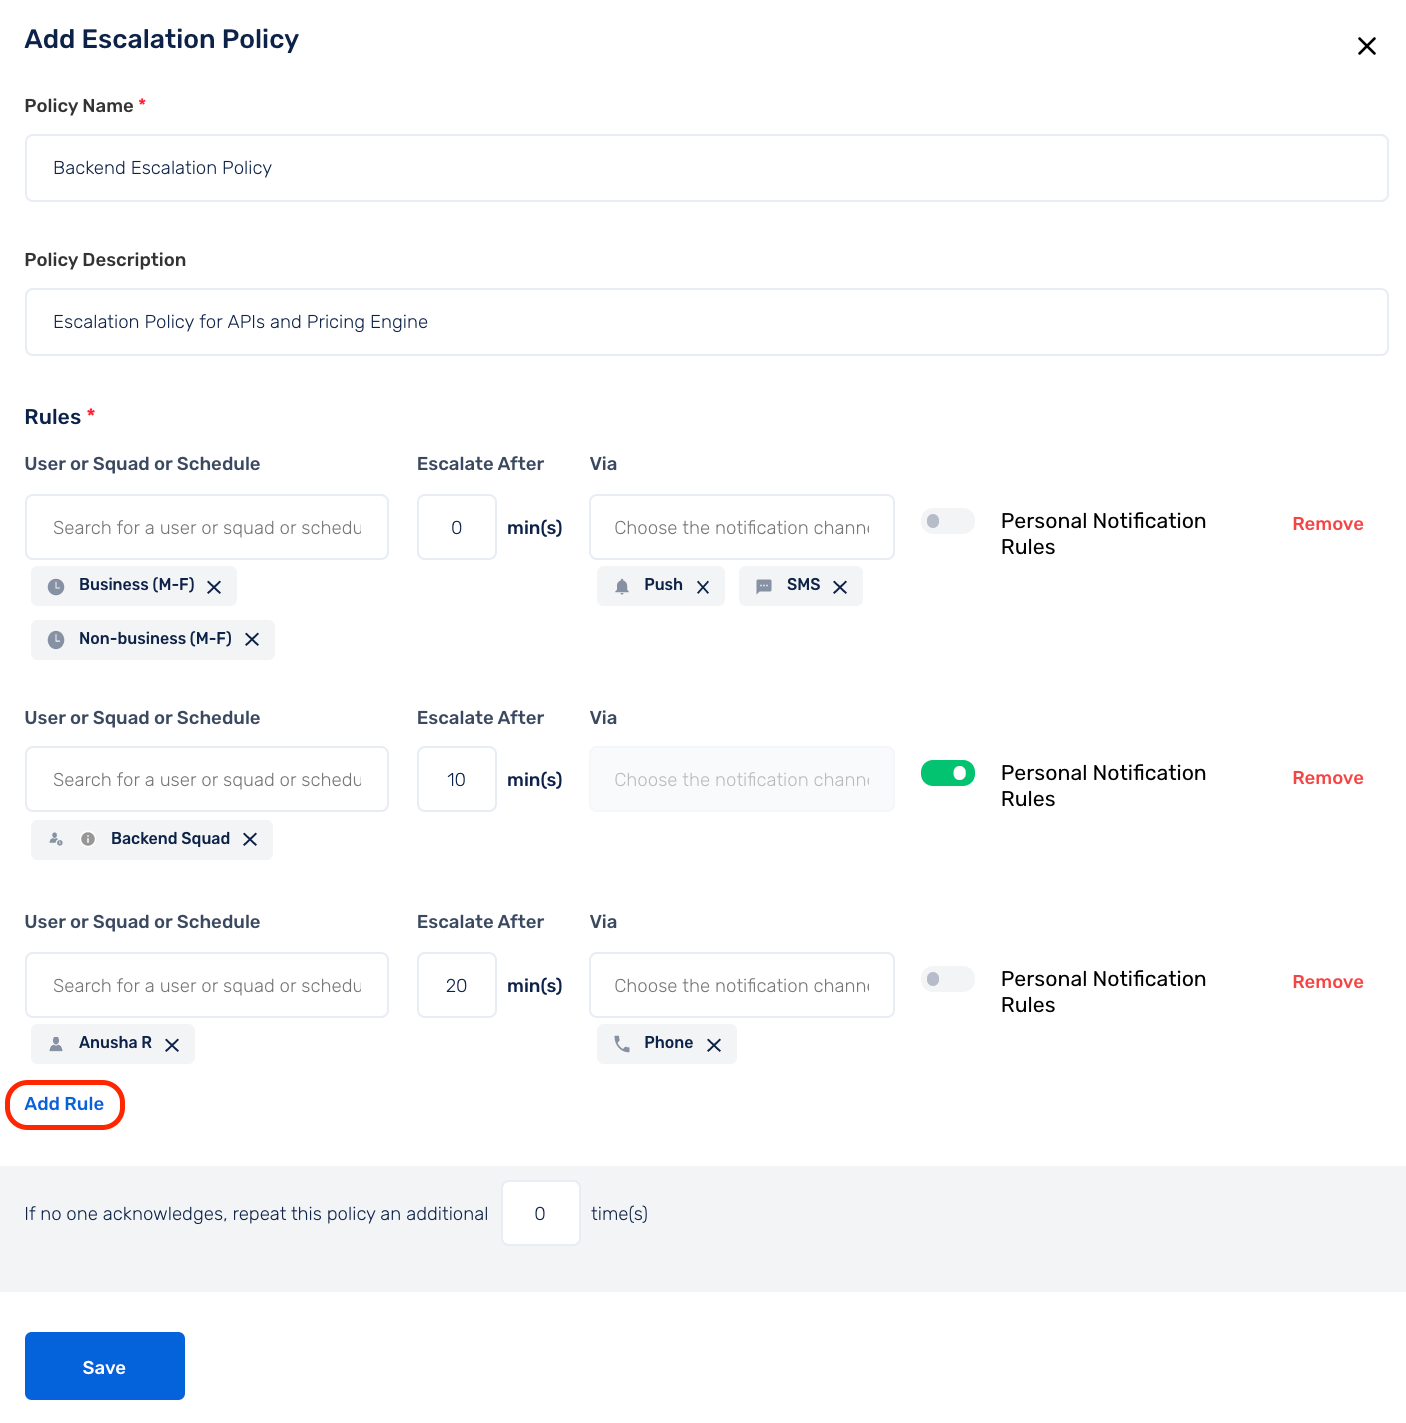 Add Escalation Policy
Policy Name *
Backend Escalation Policy
Policy Description
Escalation Policy for APIs and Pricing Engine
Rules *
User or Squad or Schedule Escalate After Via
Search for a user or squad or schedu 0 min(s) Choose the notification channe Personal Notification Rules Remove
Business (M-F) Push SMS
Non-business (M-F)
User or Squad or Schedule Escalate After Via
Search for a user or squad or schedu 10 min(s) Choose the notification channe Personal Notification Rules Remove
Backend Squad
User or Squad or Schedule Escalate After Via
Search for a user or squad or schedu 20 min(s) Choose the notification channe Personal Notification Rules Remove
Anusha R Phone
Add Rule
If no one acknowledges, repeat this policy an additional 0 time(s)
Save